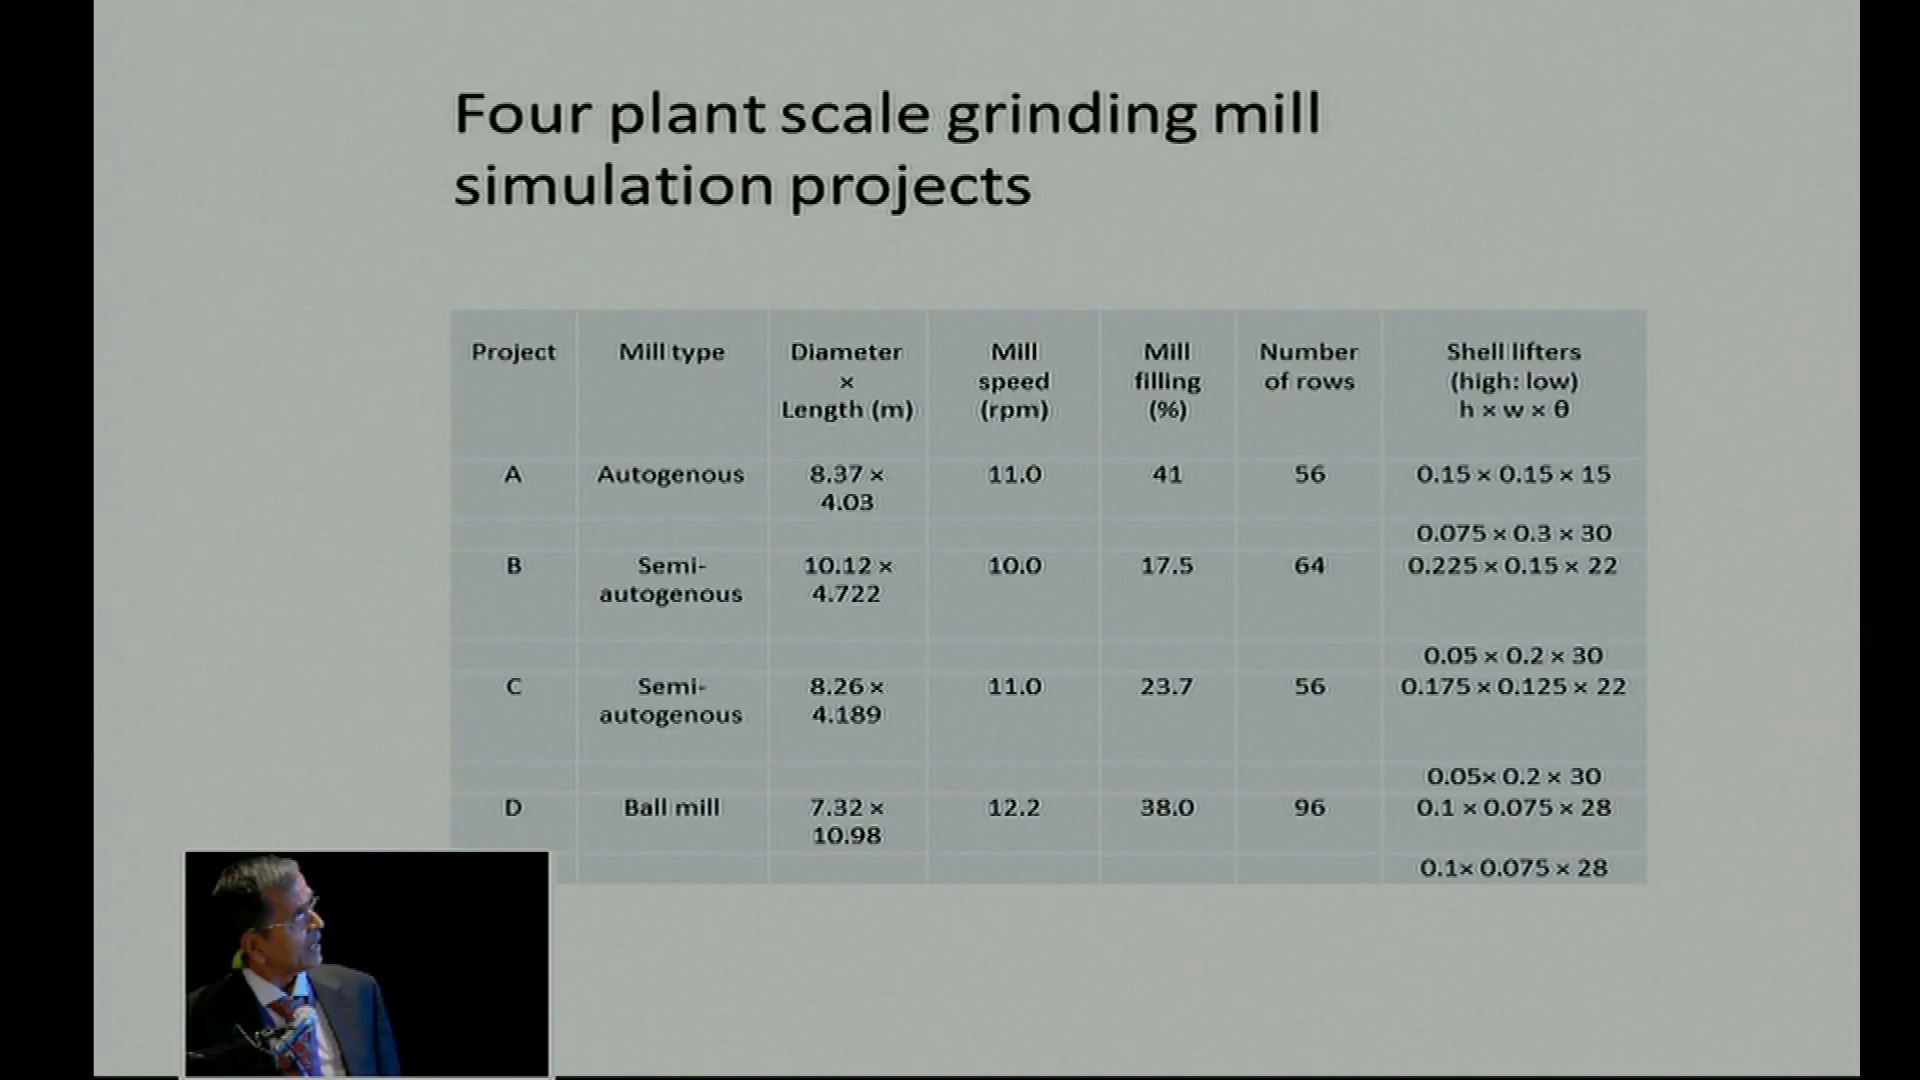 Four plant scale grinding mill
simulation projects
Project Mill type Diameter × Length (m) Mill speed (rpm) Mill filling (%) Number of rows Shell lifters (high: low) h × w × θ
A Autogenous 8.37 × 4.03 11.0 41 56 0.15 × 0.15 × 15
0.075 × 0.3 × 30
B Semi-autogenous 10.12 × 4.722 10.0 17.5 64 0.225 × 0.15 × 22
0.05 × 0.2 × 30
C Semi-autogenous 8.26 × 4.189 11.0 23.7 56 0.175 × 0.125 × 22
0.05× 0.2 × 30
D Ball mill 7.32 × 10.98 12.2 38.0 96 0.1 × 0.075 × 28
0.1× 0.075 × 28